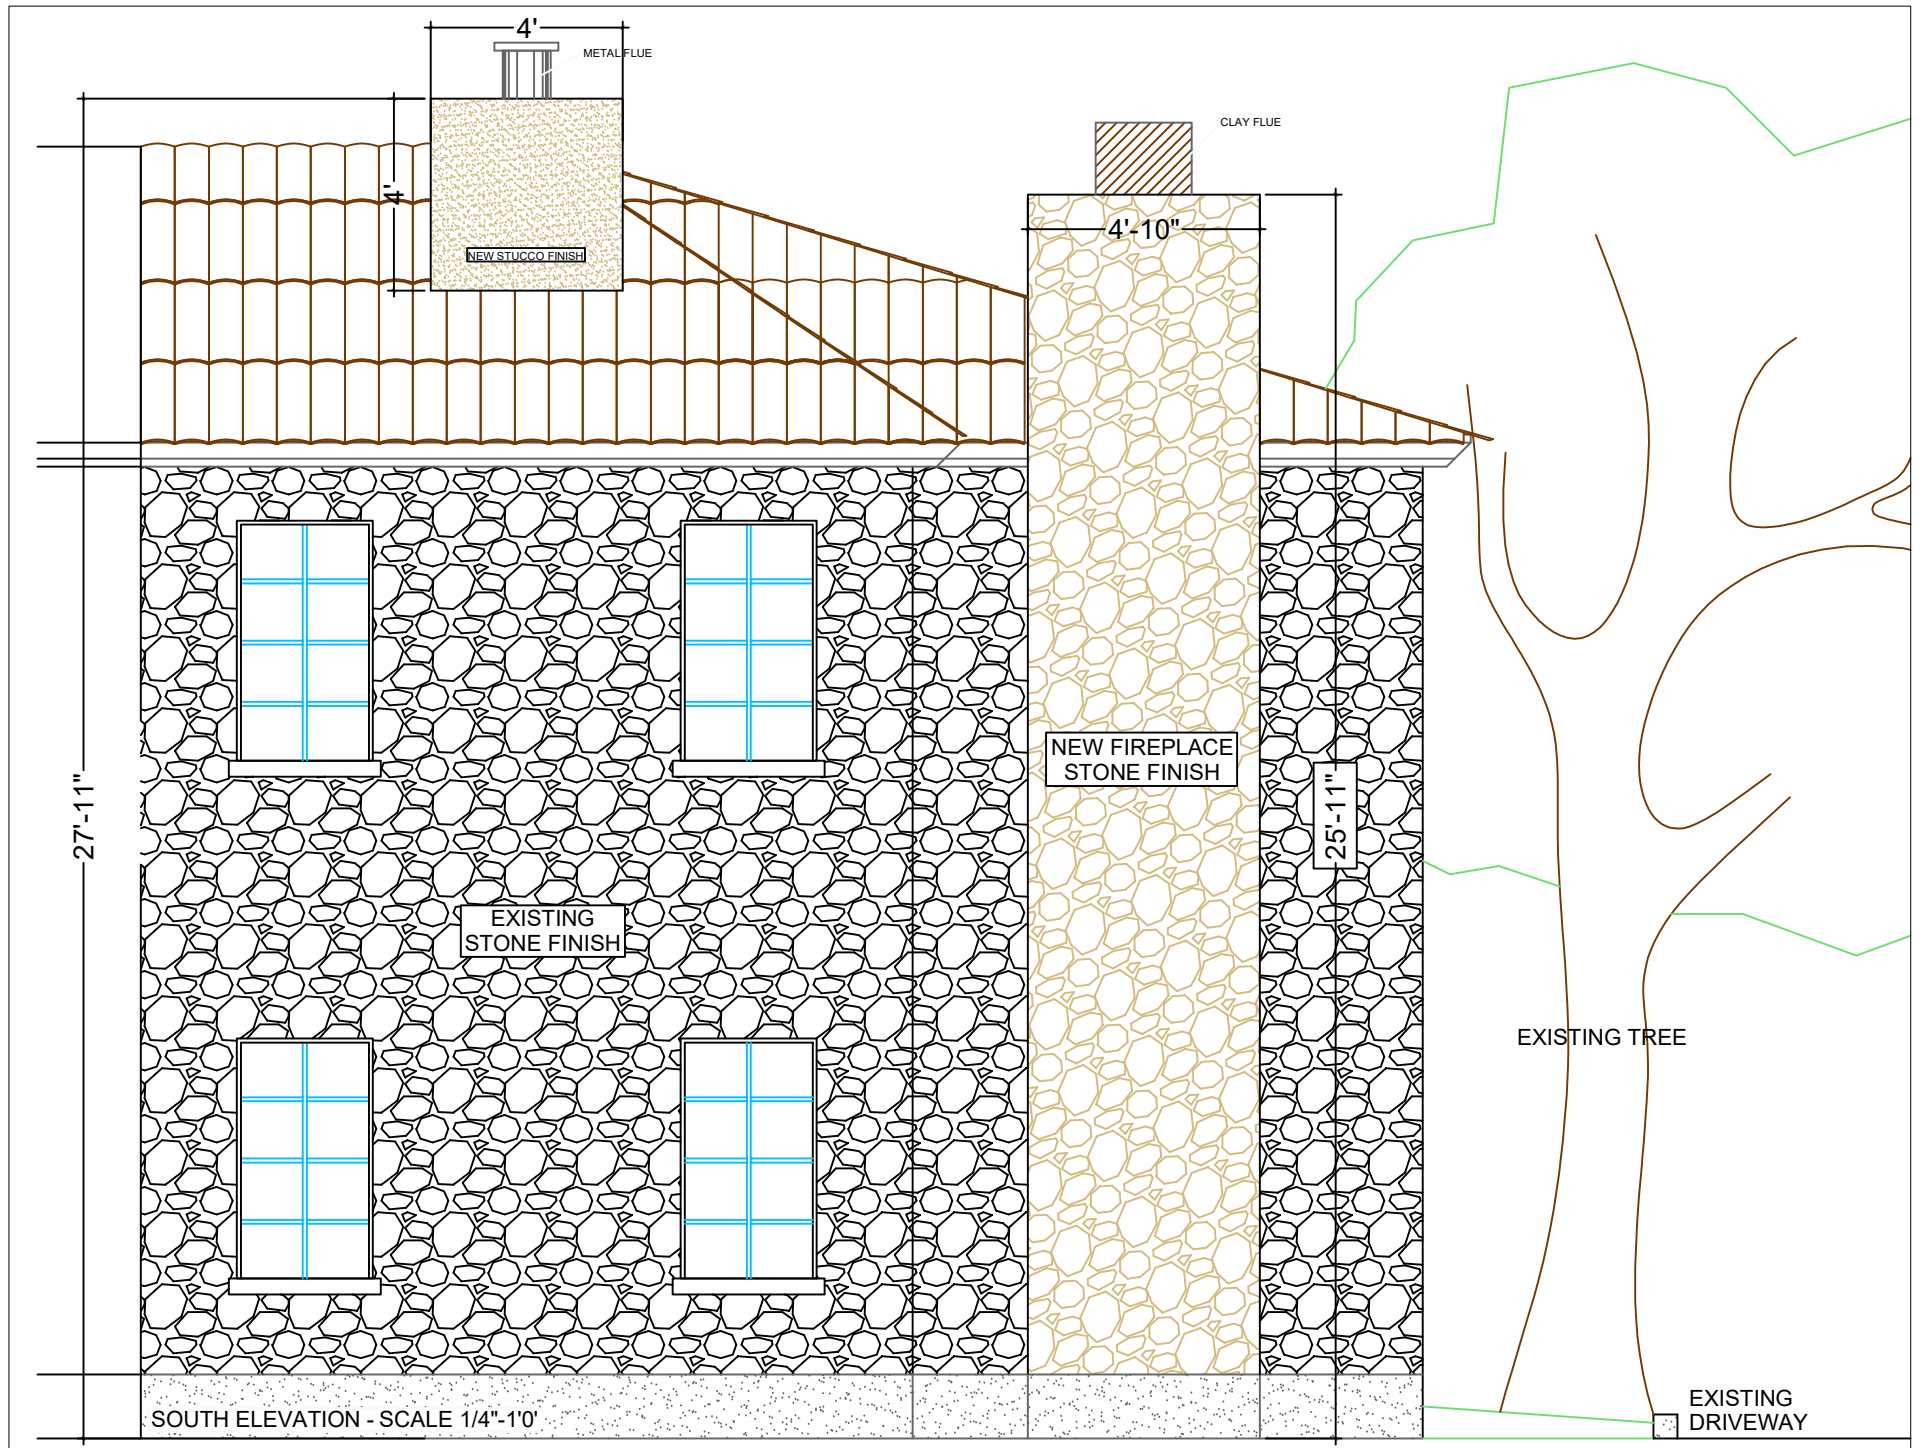 4'
METAL FLUE
CLAY FLUE
4'
4'-10"
NEW STUCCO FINISH
NEW FIREPLACE
STONE FINISH
27'-11"
25'-11"
EXISTING
STONE FINISH
EXISTING TREE
SOUTH ELEVATION - SCALE 1/4"-1'0'
EXISTING
DRIVEWAY